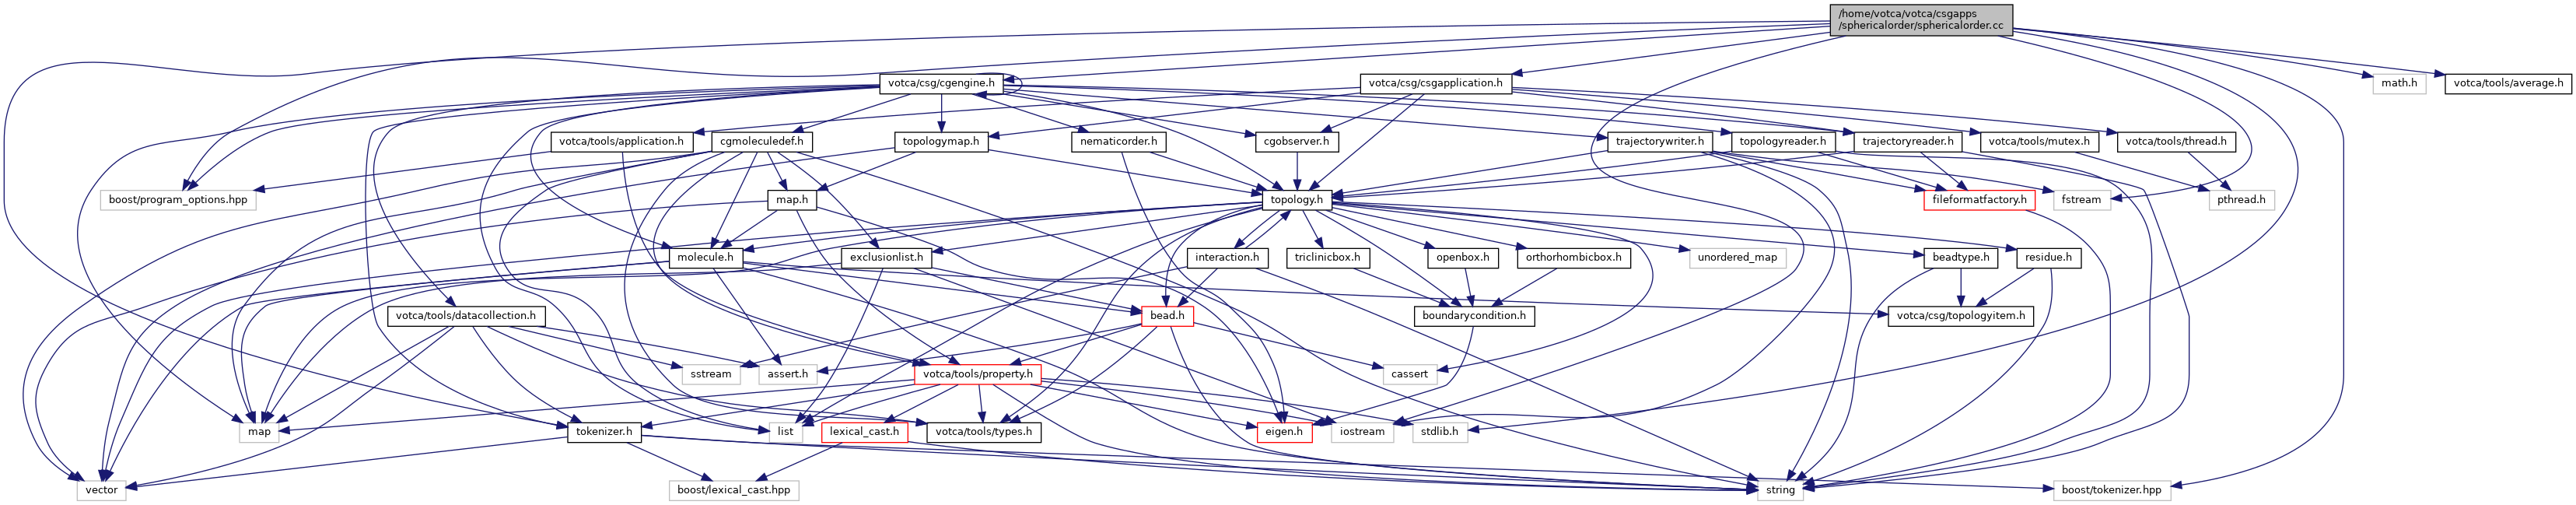 /home/votca/votca/csgapps
/sphericalorder/sphericalorder.cc
votca/csg/cgengine.h
votca/csg/csgapplication.h
math.h
votca/tools/average.h
votca/tools/application.h
cgmoleculedef.h
topologymap.h
nematicorder.h
cgobserver.h
trajectorywriter.h
topologyreader.h
trajectoryreader.h
votca/tools/mutex.h
votca/tools/thread.h
boost/program_options.hpp
map.h
topology.h
fileformatfactory.h
fstream
pthread.h
molecule.h
exclusionlist.h
interaction.h
triclinicbox.h
openbox.h
orthorhombicbox.h
unordered_map
beadtype.h
residue.h
votca/tools/datacollection.h
bead.h
boundarycondition.h
votca/csg/topologyitem.h
sstream
assert.h
votca/tools/property.h
cassert
map
tokenizer.h
list
lexical_cast.h
votca/tools/types.h
eigen.h
iostream
stdlib.h
vector
boost/lexical_cast.hpp
string
boost/tokenizer.hpp